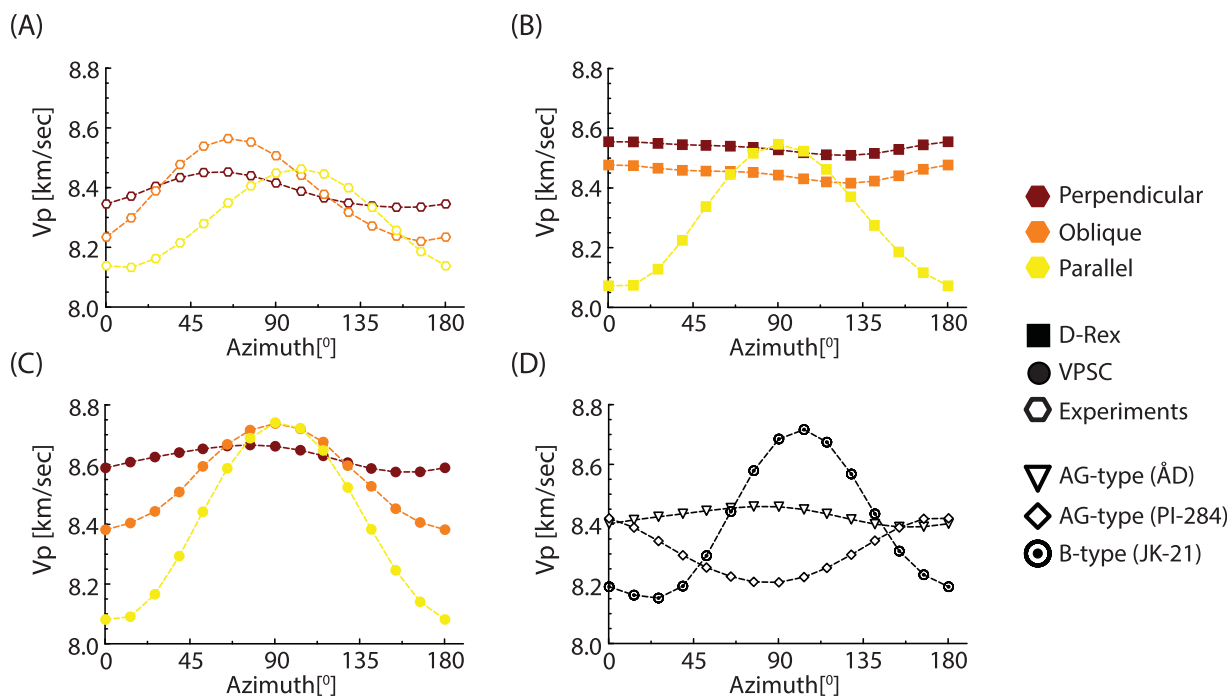 (A)
8.8
8.6
8.4
8.2
8.0
Vp [km/sec]
0 45 90 135 180
Azimuth[⁰]
(B)
8.8
8.6
8.4
8.2
8.0
Vp [km/sec]
0 45 90 135 180
Azimuth[⁰]
(C)
8.8
8.6
8.4
8.2
8.0
Vp [km/sec]
0 45 90 135 180
Azimuth[⁰]
(D)
8.8
8.6
8.4
8.2
8.0
Vp [km/sec]
0 45 90 135 180
Azimuth[⁰]
Perpendicular
Oblique
Parallel
D-Rex
VPSC
Experiments
AG-type (ÅD)
AG-type (PI-284)
B-type (JK-21)